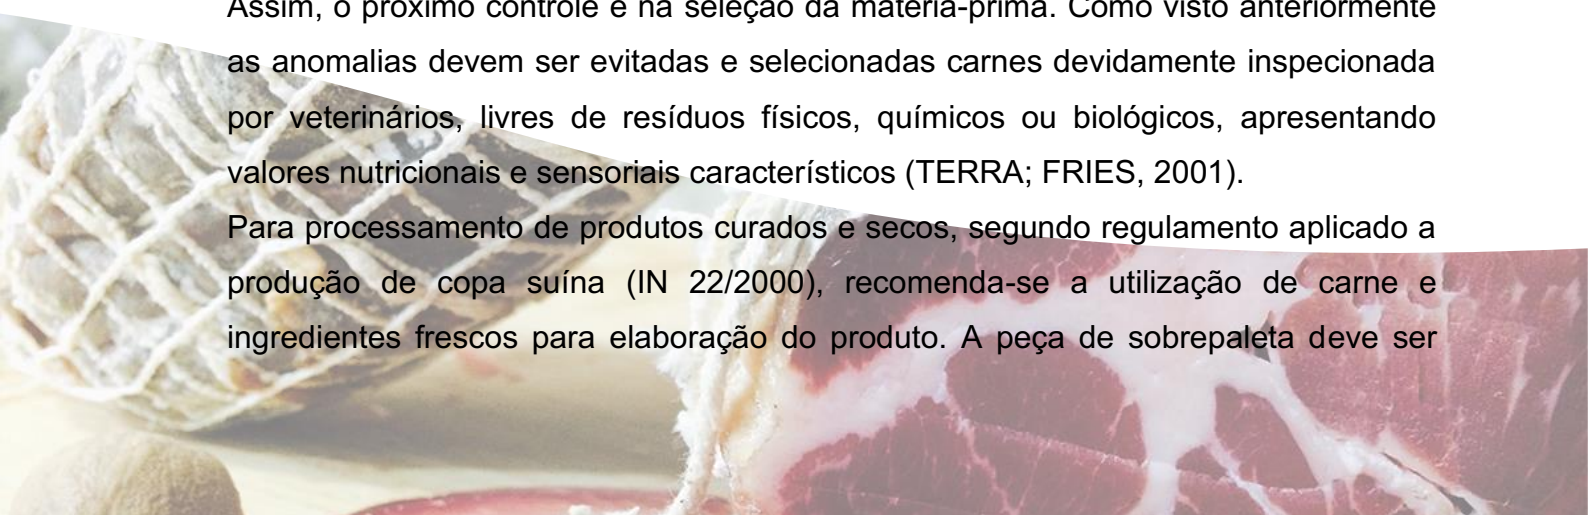 Assim, o próximo controle é na seleção da matéria-prima. Como visto anteriormente
as anomalias devem ser evitadas e selecionadas carnes devidamente inspecionada
por veterinários, livres de resíduos físicos, químicos ou biológicos, apresentando
valores nutricionais e sensoriais característicos (TERRA; FRIES, 2001).
Para processamento de produtos curados e secos, segundo regulamento aplicado a
produção de copa suína (IN 22/2000), recomenda-se a utilização de carne e
ingredientes frescos para elaboração do produto. A peça de sobrepaleta deve ser